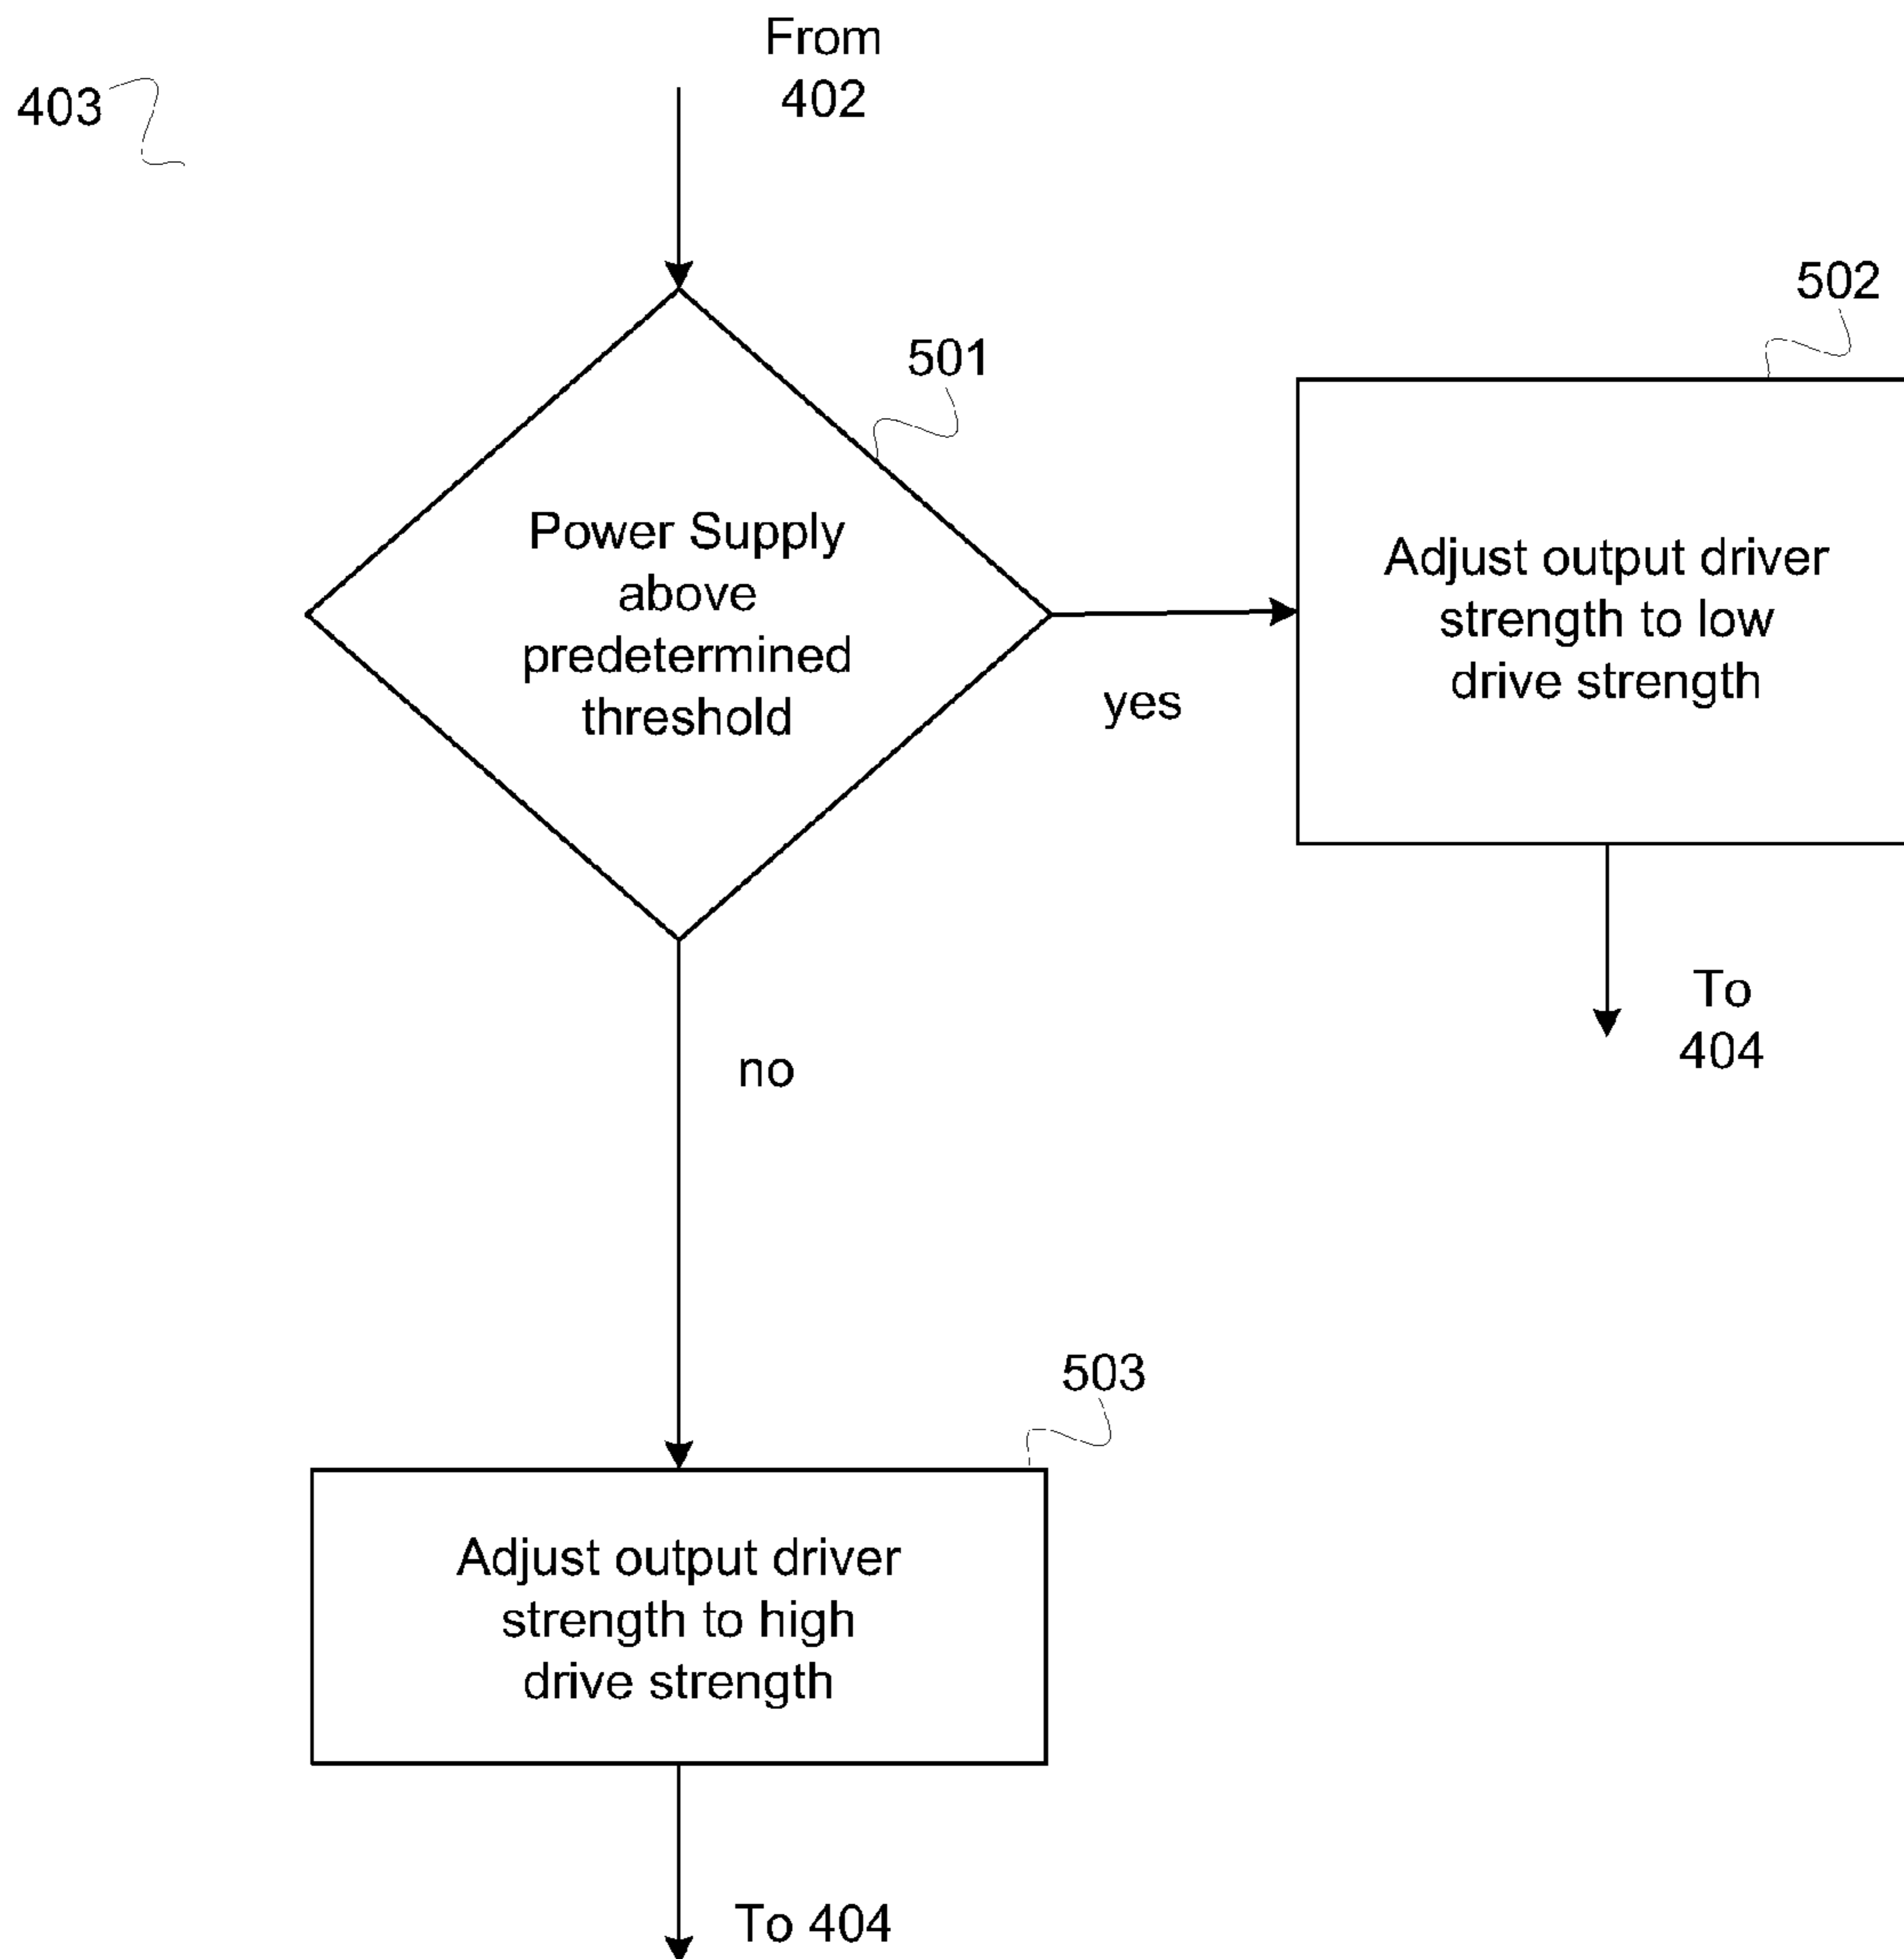 From
402
403
501
502
Power Supply
above
predetermined
threshold
yes
Adjust output driver
strength to low
drive strength
To
404
no
503
Adjust output driver
strength to high
drive strength
To 404